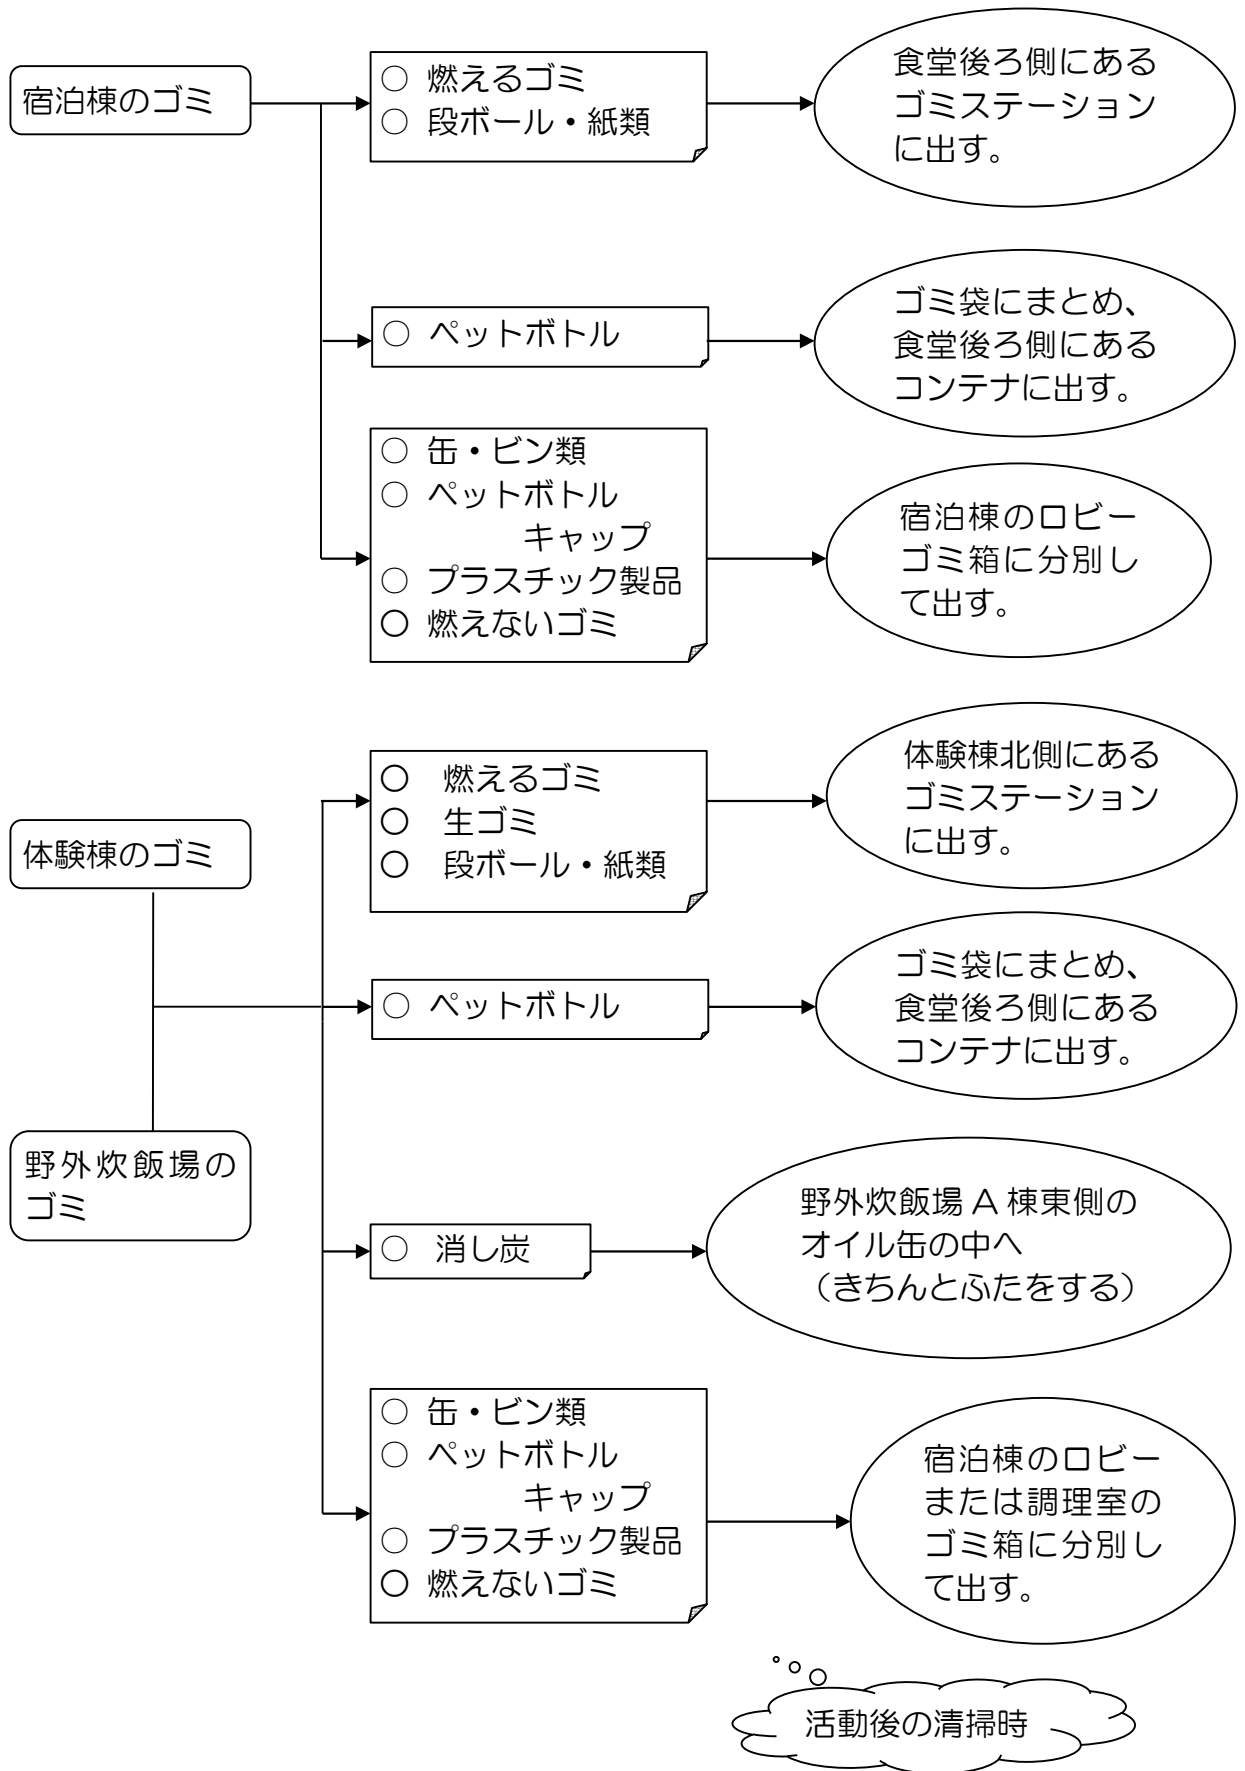 宿泊棟のゴミ
○ 燃えるゴミ
○ 段ボール・紙類
食堂後ろ側にある
ゴミステーション
に出す。
○ ペットボトル
ゴミ袋にまとめ、
食堂後ろ側にある
コンテナに出す。
○ 缶・ビン類
○ ペットボトル
キャップ
○ プラスチック製品
○ 燃えないゴミ
宿泊棟のロビー
ゴミ箱に分別し
て出す。
体験棟のゴミ
野外炊飯場の
ゴミ
○ 燃えるゴミ
○ 生ゴミ
○ 段ボール・紙類
体験棟北側にある
ゴミステーション
に出す。
○ ペットボトル
ゴミ袋にまとめ、
食堂後ろ側にある
コンテナに出す。
○ 消し炭
野外炊飯場A棟東側の
オイル缶の中へ
（きちんとふたをする）
○ 缶・ビン類
○ ペットボトル
キャップ
○ プラスチック製品
○ 燃えないゴミ
宿泊棟のロビー
または調理室の
ゴミ箱に分別し
て出す。
活動後の清掃時